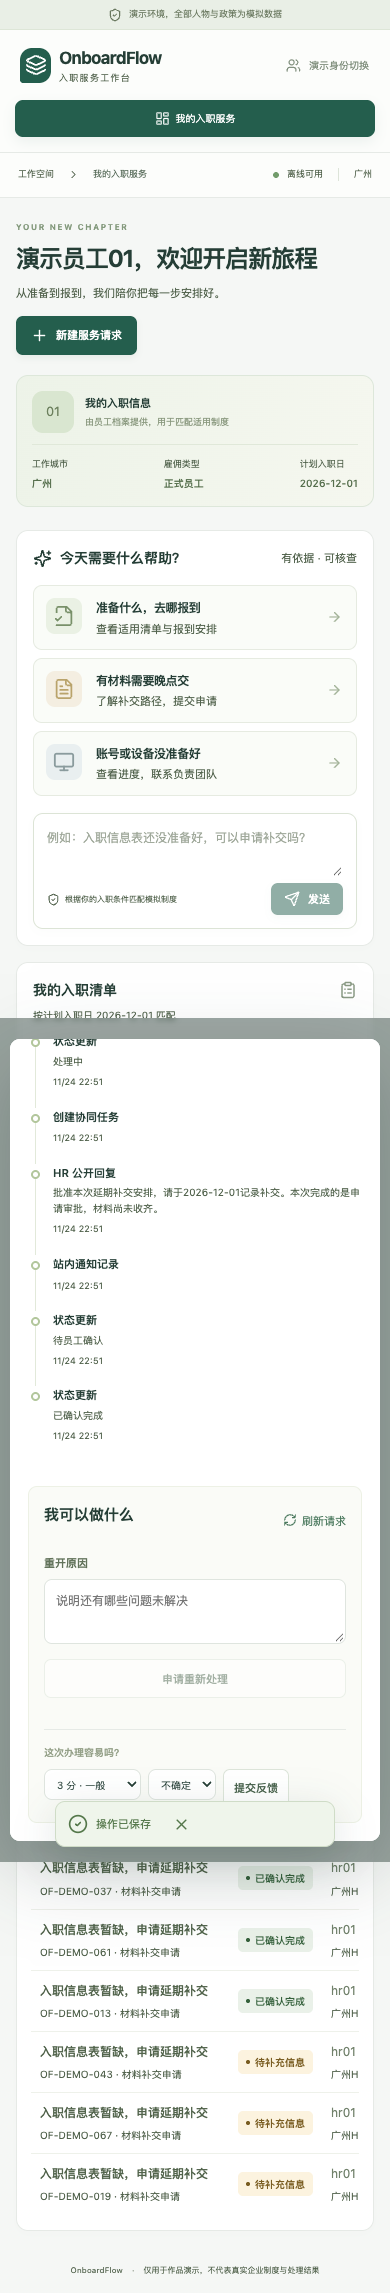 演示环境，全部人物与政策为模拟数据
OnboardFlow
入职服务工作台
演示身份切换
我的入职服务
工作空间
我的入职服务
离线可用
广州
YOUR NEW CHAPTER
演示员工01，欢迎开启新旅程
从准备到报到，我们陪你把每一步安排好。
新建服务请求
01
我的入职信息
由员工档案提供，用于匹配适用制度
工作城市
雇佣类型
计划入职日
广州
正式员工
2026-12-01
今天需要什么帮助？
有依据 · 可核查
准备什么，去哪报到
查看适用清单与报到安排
有材料需要晚点交
了解补交路径，提交申请
账号或设备没准备好
查看进度，联系负责团队
例如：入职信息表还没准备好，可以申请补交吗？
根据你的入职条件匹配模拟制度
发送
我的入职清单
按计划入职日 2026-12-01 匹配
状态更新
处理中
11/24 22:51
创建协同任务
11/24 22:51
HR 公开回复
批准本次延期补交安排，请于2026-12-01记录补交。本次完成的是申
请审批，材料尚未收齐。
11/24 22:51
站内通知记录
11/24 22:51
状态更新
待员工确认
11/24 22:51
状态更新
已确认完成
11/24 22:51
我可以做什么
刷新请求
重开原因
说明还有哪些问题未解决
申请重新处理
这次办理容易吗？
3 分 · 一般
不确定
提交反馈
操作已保存
入职信息表暂缺，申请延期补交
OF-DEMO-037 · 材料补交申请
已确认完成
hr01
广州H
入职信息表暂缺，申请延期补交
OF-DEMO-061 · 材料补交申请
已确认完成
hr01
广州H
入职信息表暂缺，申请延期补交
OF-DEMO-013 · 材料补交申请
已确认完成
hr01
广州H
入职信息表暂缺，申请延期补交
OF-DEMO-043 · 材料补交申请
待补充信息
hr01
广州H
入职信息表暂缺，申请延期补交
OF-DEMO-067 · 材料补交申请
待补充信息
hr01
广州H
入职信息表暂缺，申请延期补交
OF-DEMO-019 · 材料补交申请
待补充信息
hr01
广州H
OnboardFlow · 仅用于作品演示，不代表真实企业制度与处理结果